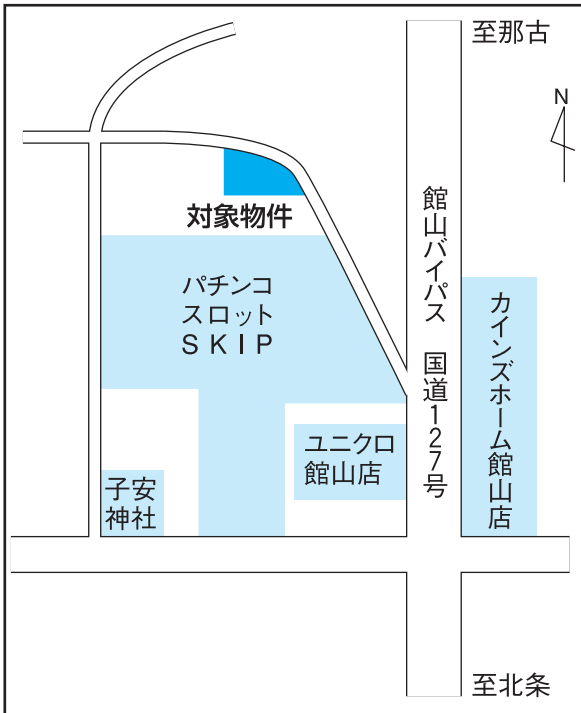 至那古
N
対象物件
パチンコ
スロット
SKIP
館山バイパス 国道127号
カインズホーム館山店
ユニクロ
館山店
子安
神社
至北条